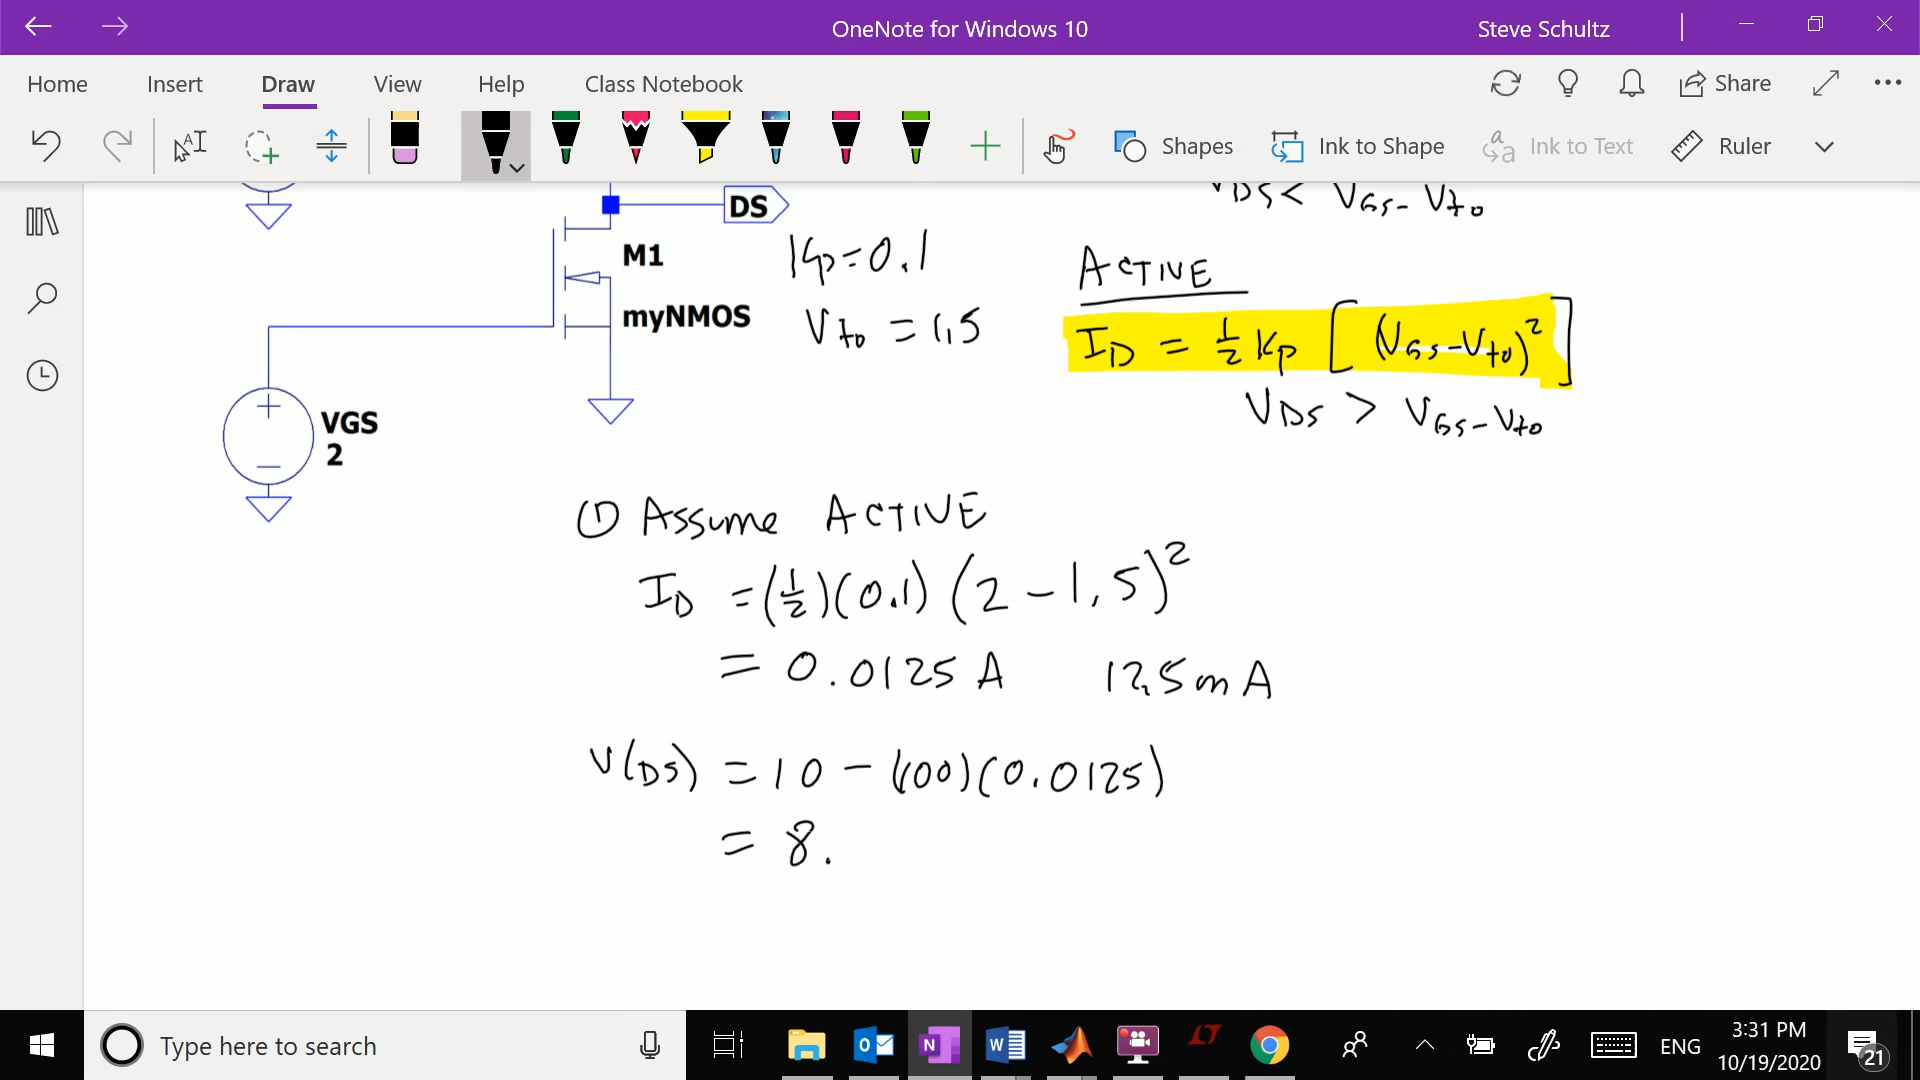 OneNote for Windows 10
Steve Schultz
Home Insert Draw View Help Class Notebook
Share
Shapes Ink to Shape Ink to Text Ruler
DS
M1
myNMOS
VGS
2
Kp = 0.1
Vto = 1.5
VDS < VGS - Vto
ACTIVE
ID = 1/2 Kp [(VGS - Vto)²]
VDS > VGS - Vto
① Assume ACTIVE
ID = (1/2)(0.1)(2 - 1.5)²
= 0.0125 A 12.5 mA
V(DS) = 10 - (100)(0.0125)
= 8.
Type here to search
ENG
3:31 PM
10/19/2020
21